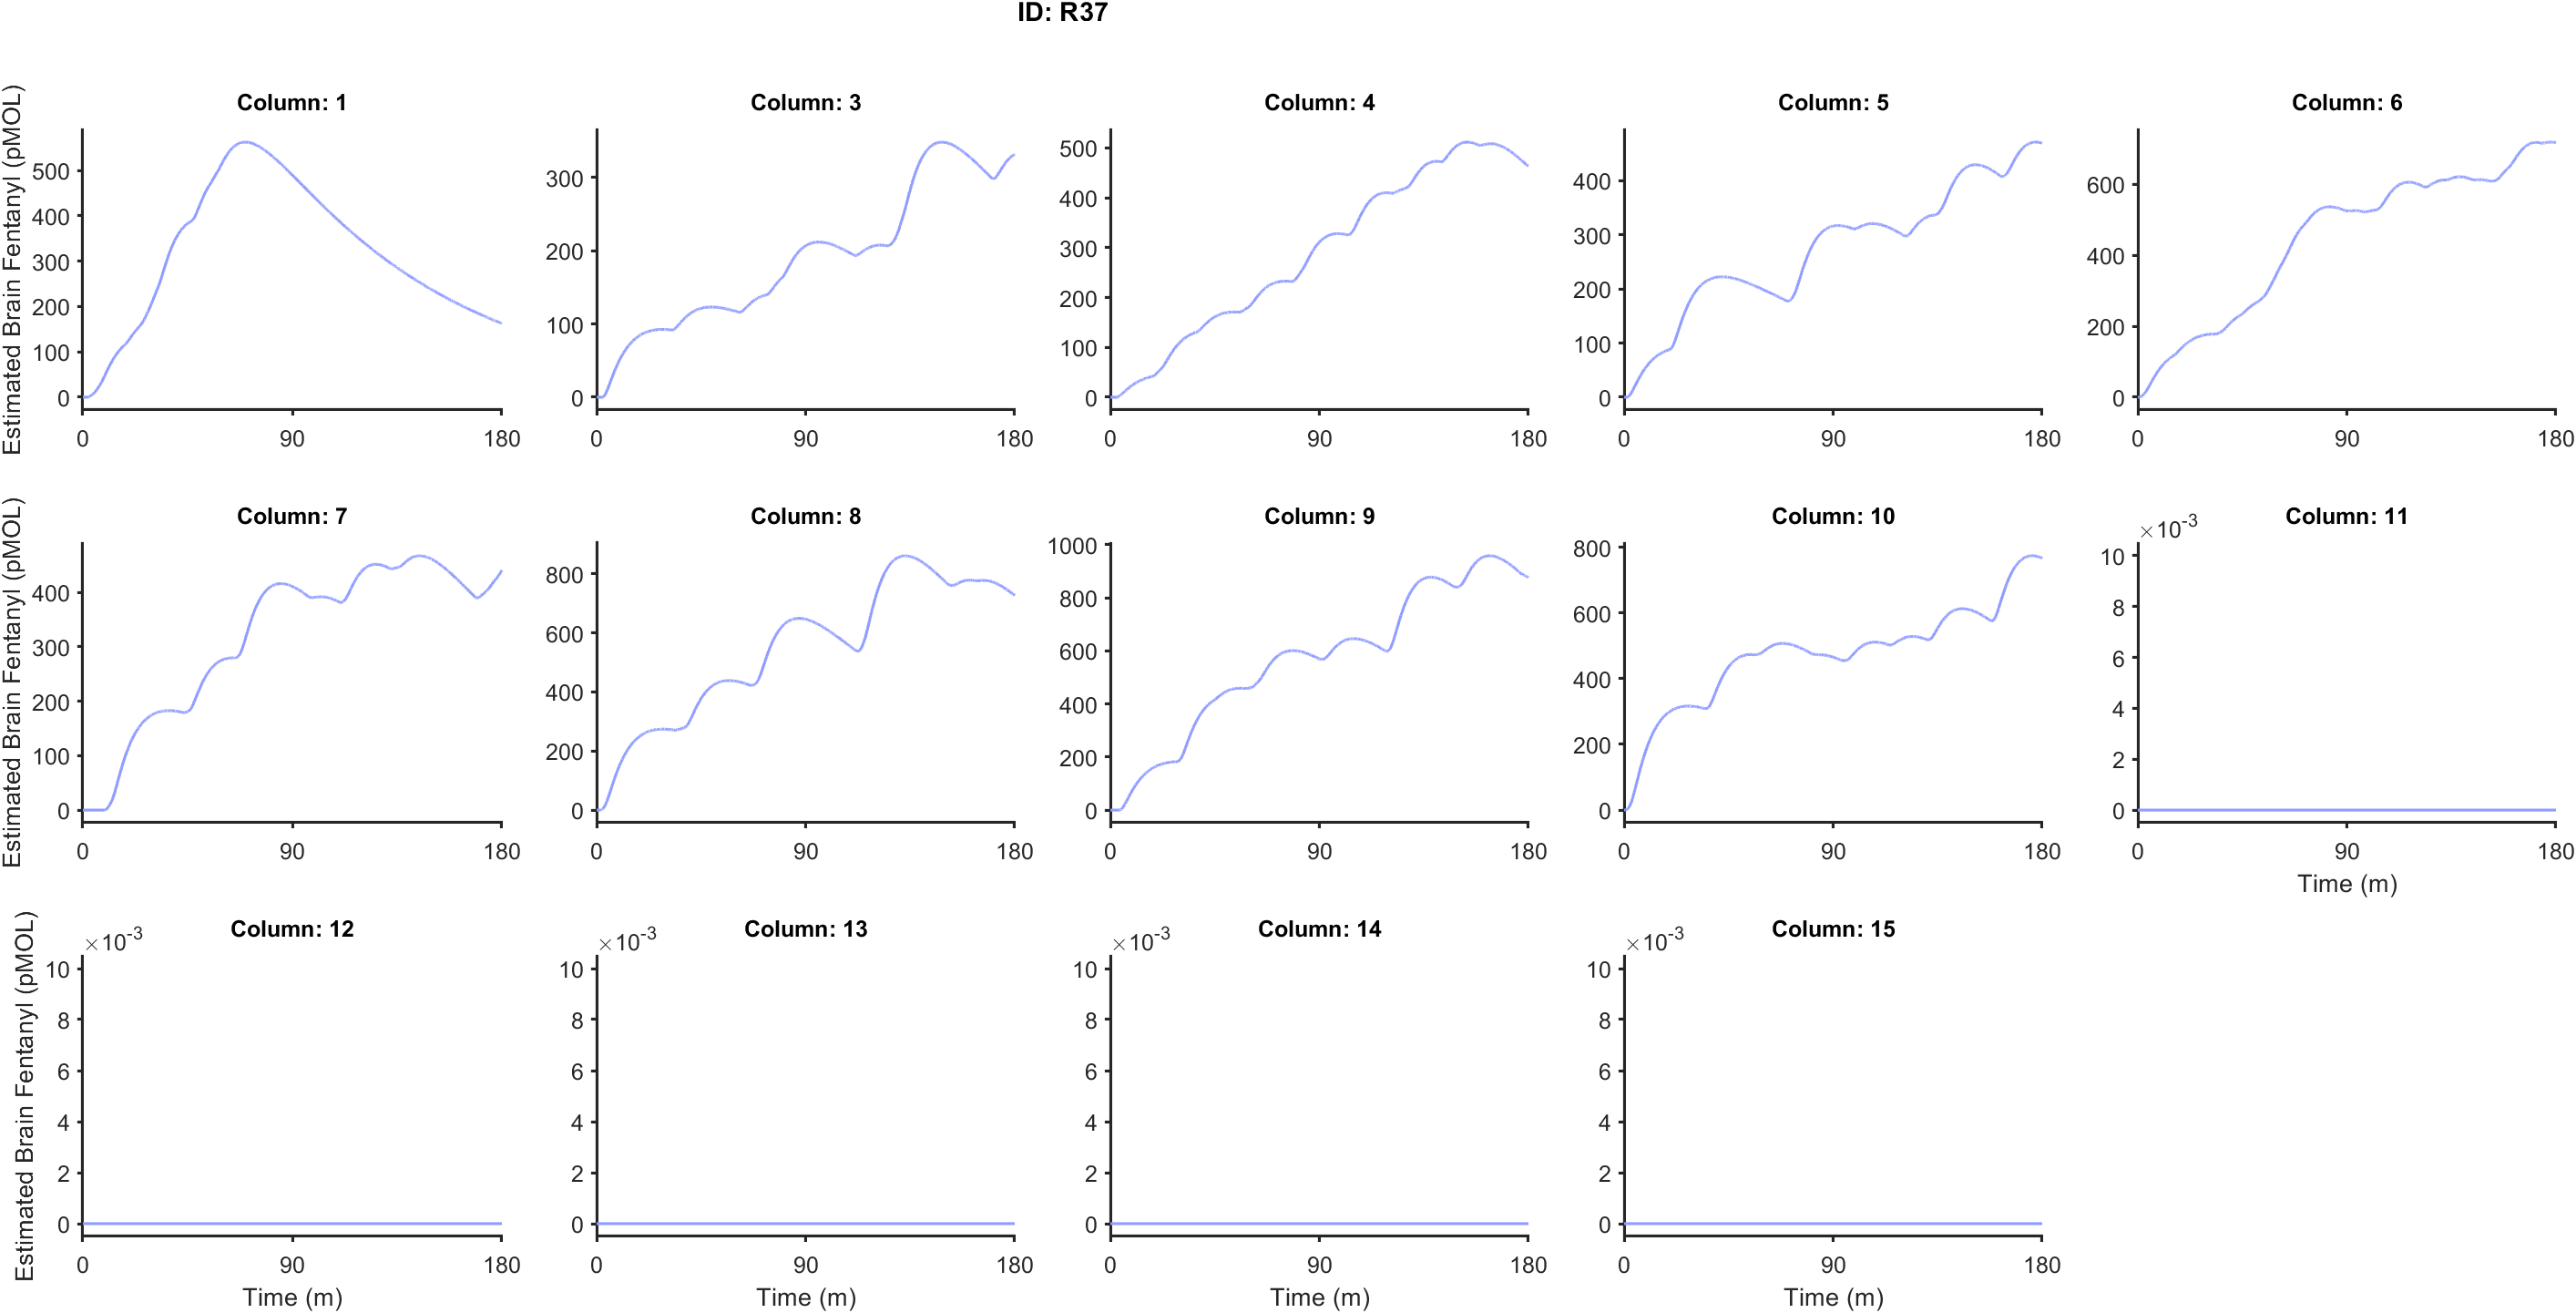 ID: R37
Column: 1
Column: 3
Column: 4
Column: 5
Column: 6
Estimated Brain Fentanyl (pMOL)
500
400
300
200
100
0
0 90 180
300
200
100
0
0 90 180
500
400
300
200
100
0
0 90 180
400
300
200
100
0
0 90 180
600
400
200
0
0 90 180
Column: 7
Column: 8
Column: 9
Column: 10
Column: 11
Estimated Brain Fentanyl (pMOL)
400
300
200
100
0
0 90 180
800
600
400
200
0
0 90 180
1000
800
600
400
200
0
0 90 180
800
600
400
200
0
0 90 180
×10-3
10
8
6
4
2
0
0 90 180
Time (m)
Column: 12
Column: 13
Column: 14
Column: 15
Estimated Brain Fentanyl (pMOL)
×10-3
10
8
6
4
2
0
0 90 180
Time (m)
×10-3
10
8
6
4
2
0
0 90 180
Time (m)
×10-3
10
8
6
4
2
0
0 90 180
Time (m)
×10-3
10
8
6
4
2
0
0 90 180
Time (m)